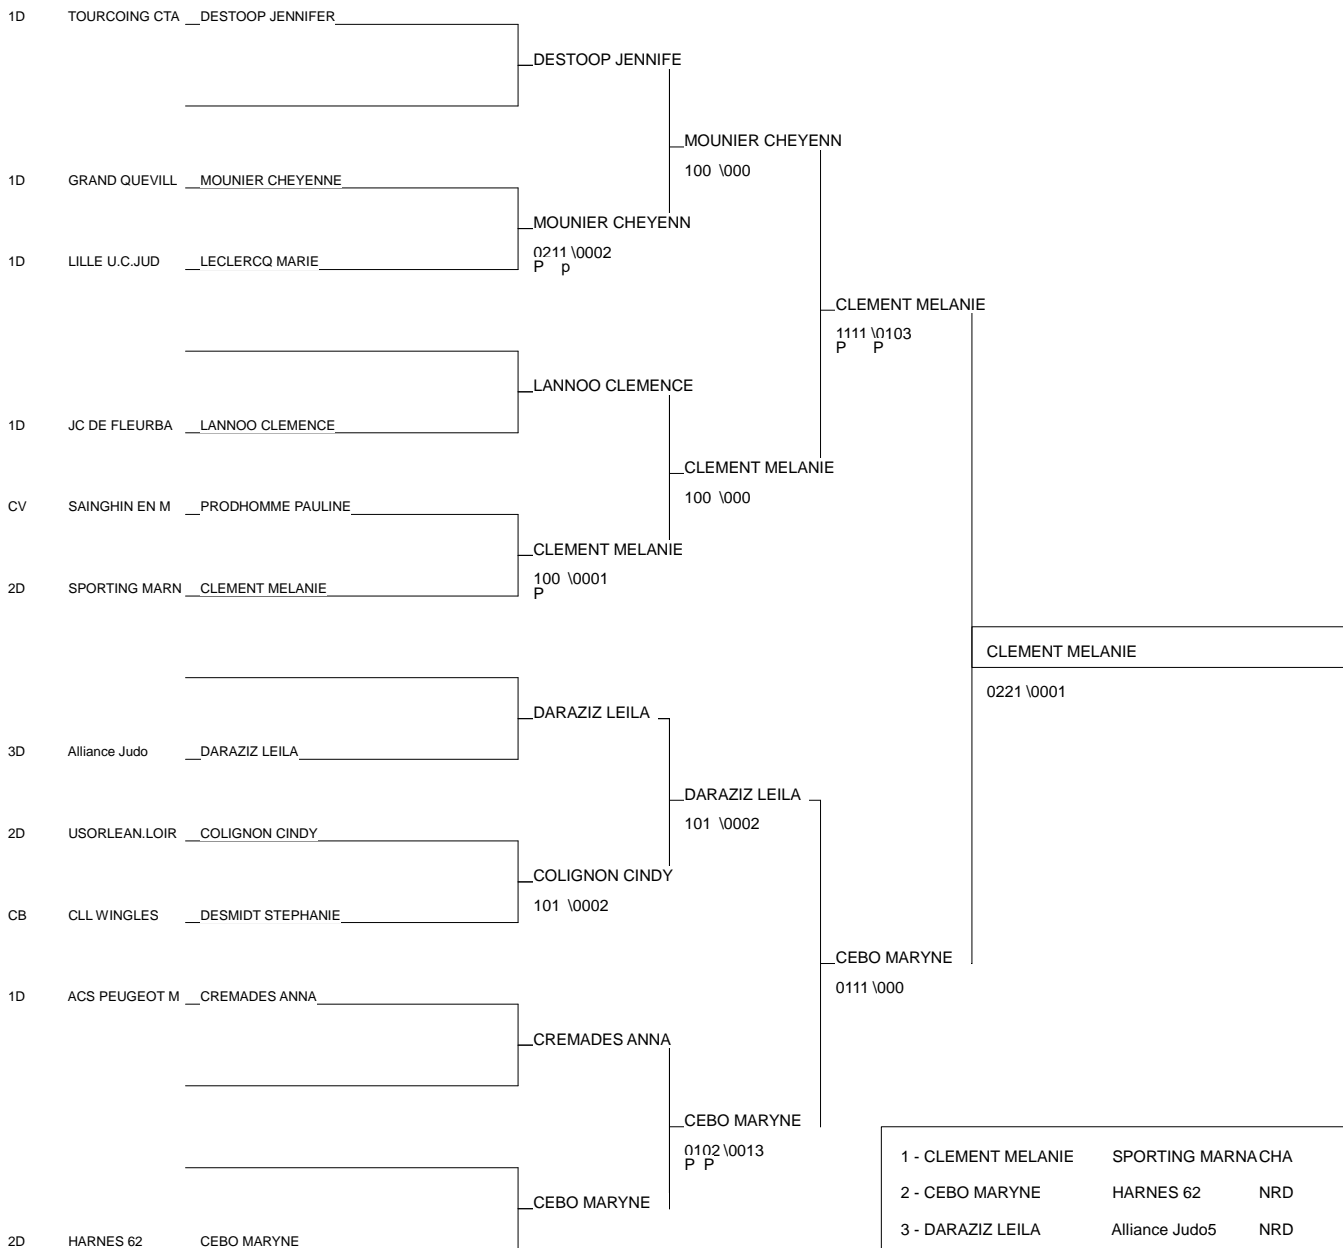 1D TOURCOING CTA DESTOOP JENNIFER
DESTOOP JENNIFE
MOUNIER CHEYENN
100 \000
1D GRAND QUEVILL MOUNIER CHEYENNE
MOUNIER CHEYENN
0211 \0002
P p
1D LILLE U.C.JUD LECLERCQ MARIE
CLEMENT MELANIE
1111 \0103
P P
LANNOO CLEMENCE
1D JC DE FLEURBA LANNOO CLEMENCE
CLEMENT MELANIE
100 \000
CV SAINGHIN EN M PRODHOMME PAULINE
CLEMENT MELANIE
100 \0001
P
2D SPORTING MARN CLEMENT MELANIE
CLEMENT MELANIE
0221 \0001
DARAZIZ LEILA
3D Alliance Judo DARAZIZ LEILA
DARAZIZ LEILA
101 \0002
2D USORLEAN.LOIR COLIGNON CINDY
COLIGNON CINDY
101 \0002
CB CLL WINGLES DESMIDT STEPHANIE
CEBO MARYNE
0111 \000
1D ACS PEUGEOT M CREMADES ANNA
CREMADES ANNA
CEBO MARYNE
0102 \0013
P P
1 - CLEMENT MELANIE SPORTING MARNA CHA
2 - CEBO MARYNE HARNES 62 NRD
CEBO MARYNE
3 - DARAZIZ LEILA Alliance Judo5 NRD
2D HARNES 62 CEBO MARYNE